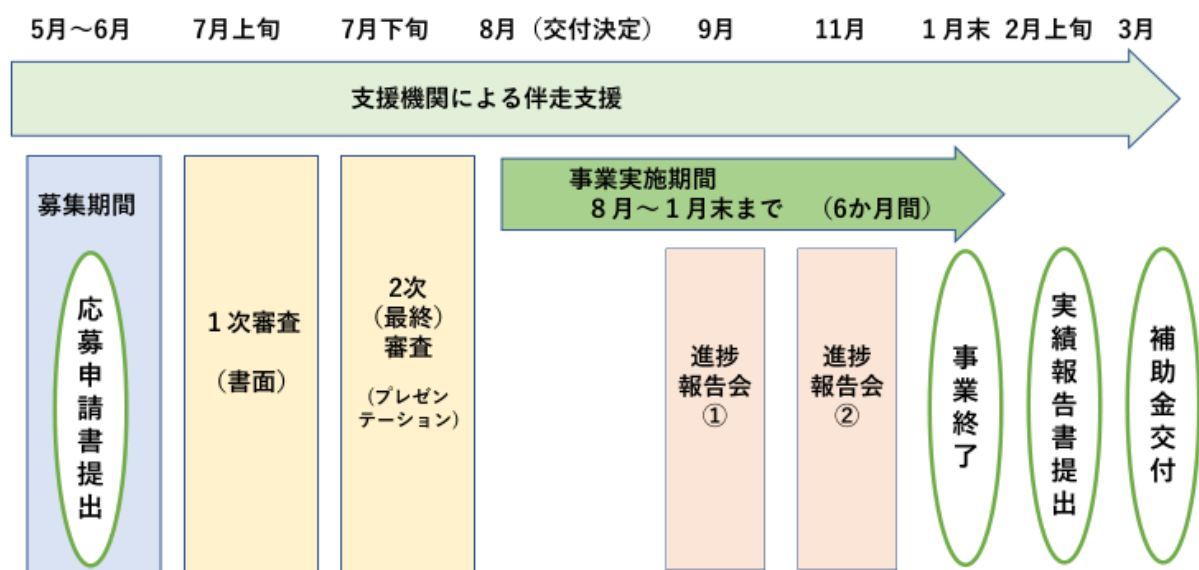 5月～6月
7月上旬
7月下旬
8月（交付決定）
9月
11月
１月末
2月上旬
3月
支援機関による伴走支援
事業実施期間
８月～１月末まで （6か月間）
募集期間
応募申請書提出
１次審査
（書面）
2次
（最終）
審査
（プレゼン
テーション）
進捗
報告会
①
進捗
報告会
②
事業終了
実績報告書提出
補助金交付